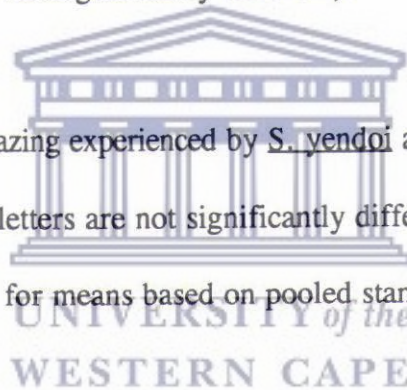 azing experienced by S. yendoi a
letters are not significantly diffe
for means based on pooled stan
UNIVERSITY of the
WESTERN CAPE